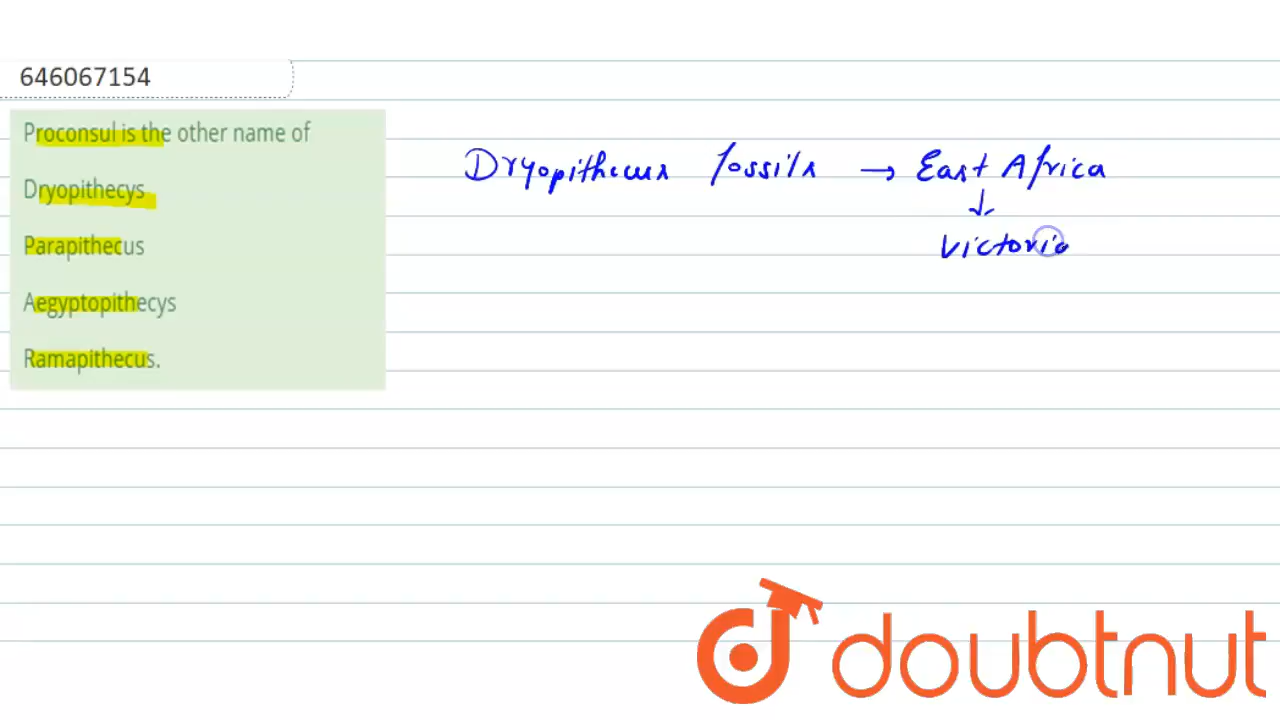 646067154
Proconsul is the other name of
Dryopithecys
Parapithecus
Aegyptopithecys
Ramapithecus.
Dryopithecus fossils → East Africa
↓
Victoria
doubtnut